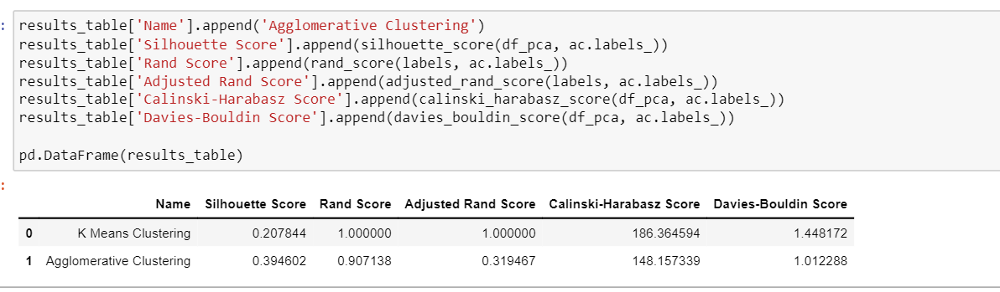 : results_table['Name'].append('Agglomerative Clustering')
results_table['Silhouette Score'].append(silhouette_score(df_pca, ac.labels_))
results_table['Rand Score'].append(rand_score(labels, ac.labels_))
results_table['Adjusted Rand Score'].append(adjusted_rand_score(labels, ac.labels_))
results_table['Calinski-Harabasz Score'].append(calinski_harabasz_score(df_pca, ac.labels_))
results_table['Davies-Bouldin Score'].append(davies_bouldin_score(df_pca, ac.labels_))
pd.DataFrame(results_table)
:
Name Silhouette Score Rand Score Adjusted Rand Score Calinski-Harabasz Score Davies-Bouldin Score
0 K Means Clustering 0.207844 1.000000 1.000000 186.364594 1.448172
1 Agglomerative Clustering 0.394602 0.907138 0.319467 148.157339 1.012288